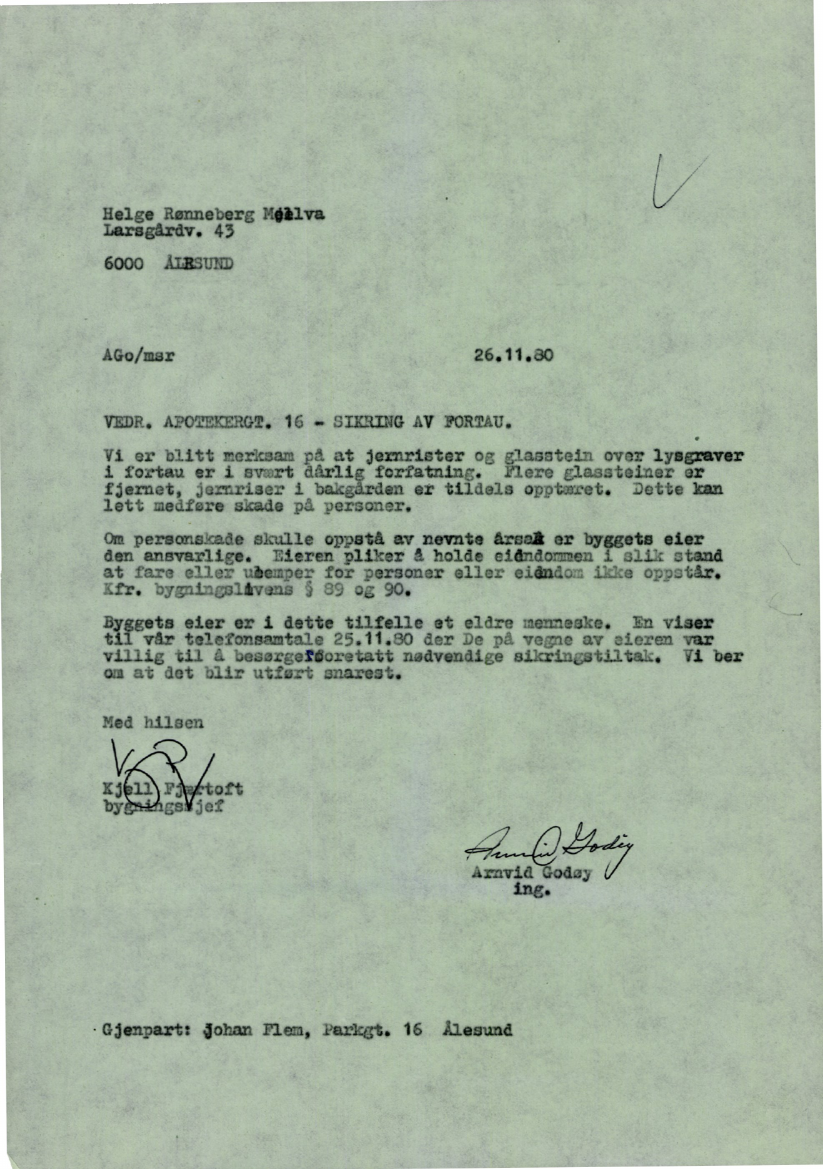 Helge Rønneberg Mølva
Larsgårdv. 43
6000 ÅLESUND
AGo/msr 26.11.80
VEDR. APOTEKERGT. 16 - SIKRING AV FORTAU.
Vi er blitt merksam på at jernrister og glasstein over lysgraver
i fortau er i svært dårlig forfatning. Flere glassteiner er
fjernet, jernriser i bakgården er tildels opptæret. Dette kan
lett medføre skade på personer.
Om personskade skulle oppstå av nevnte årsak er byggets eier
den ansvarlige. Eieren pliker å holde eiendommen i slik stand
at fare eller ulemper for personer eller eiendom ikke oppstår.
Kfr. bygningslovens § 89 og 90.
Byggets eier er i dette tilfelle et eldre menneske. En viser
til vår telefonsamtale 25.11.80 der De på vegne av eieren var
villig til å besørge foretatt nødvendige sikringstiltak. Vi ber
om at det blir utført snarest.
Med hilsen
Kjell Fjørtoft
bygningssjef
Arnvid Godøy
Arnvid Godøy
ing.
Gjenpart: Johan Flem, Parkgt. 16 Ålesund